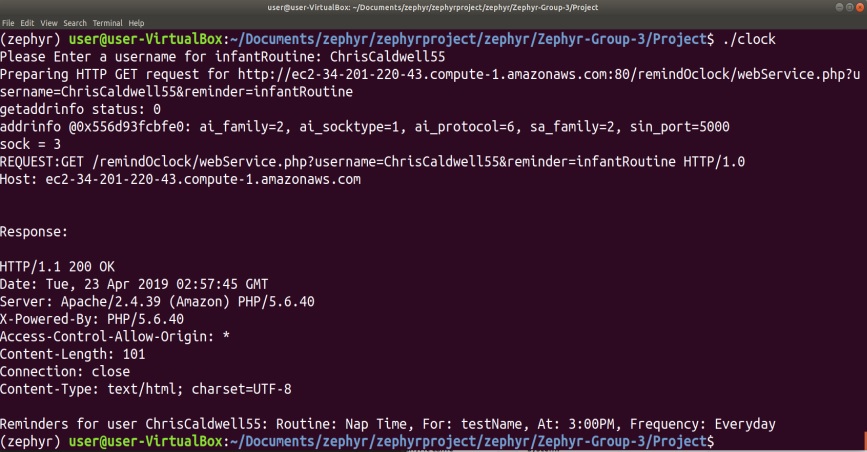 user@user-VirtualBox: ~/Documents/zephyr/zephyrproject/zephyr/Zephyr-Group-3/Project
File Edit View Search Terminal Help
(zephyr) user@user-VirtualBox:~/Documents/zephyr/zephyrproject/zephyr/Zephyr-Group-3/Project$ ./clock
Please Enter a username for infantRoutine: ChrisCaldwell55
Preparing HTTP GET request for http://ec2-34-201-220-43.compute-1.amazonaws.com:80/remindOclock/webService.php?u
sername=ChrisCaldwell55&reminder=infantRoutine
getaddrinfo status: 0
addrinfo @0x556d93fcbfe0: ai_family=2, ai_socktype=1, ai_protocol=6, sa_family=2, sin_port=5000
sock = 3
REQUEST:GET /remindOclock/webService.php?username=ChrisCaldwell55&reminder=infantRoutine HTTP/1.0
Host: ec2-34-201-220-43.compute-1.amazonaws.com
Response:
HTTP/1.1 200 OK
Date: Tue, 23 Apr 2019 02:57:45 GMT
Server: Apache/2.4.39 (Amazon) PHP/5.6.40
X-Powered-By: PHP/5.6.40
Access-Control-Allow-Origin: *
Content-Length: 101
Connection: close
Content-Type: text/html; charset=UTF-8
Reminders for user ChrisCaldwell55: Routine: Nap Time, For: testName, At: 3:00PM, Frequency: Everyday
(zephyr) user@user-VirtualBox:~/Documents/zephyr/zephyrproject/zephyr/Zephyr-Group-3/Project$